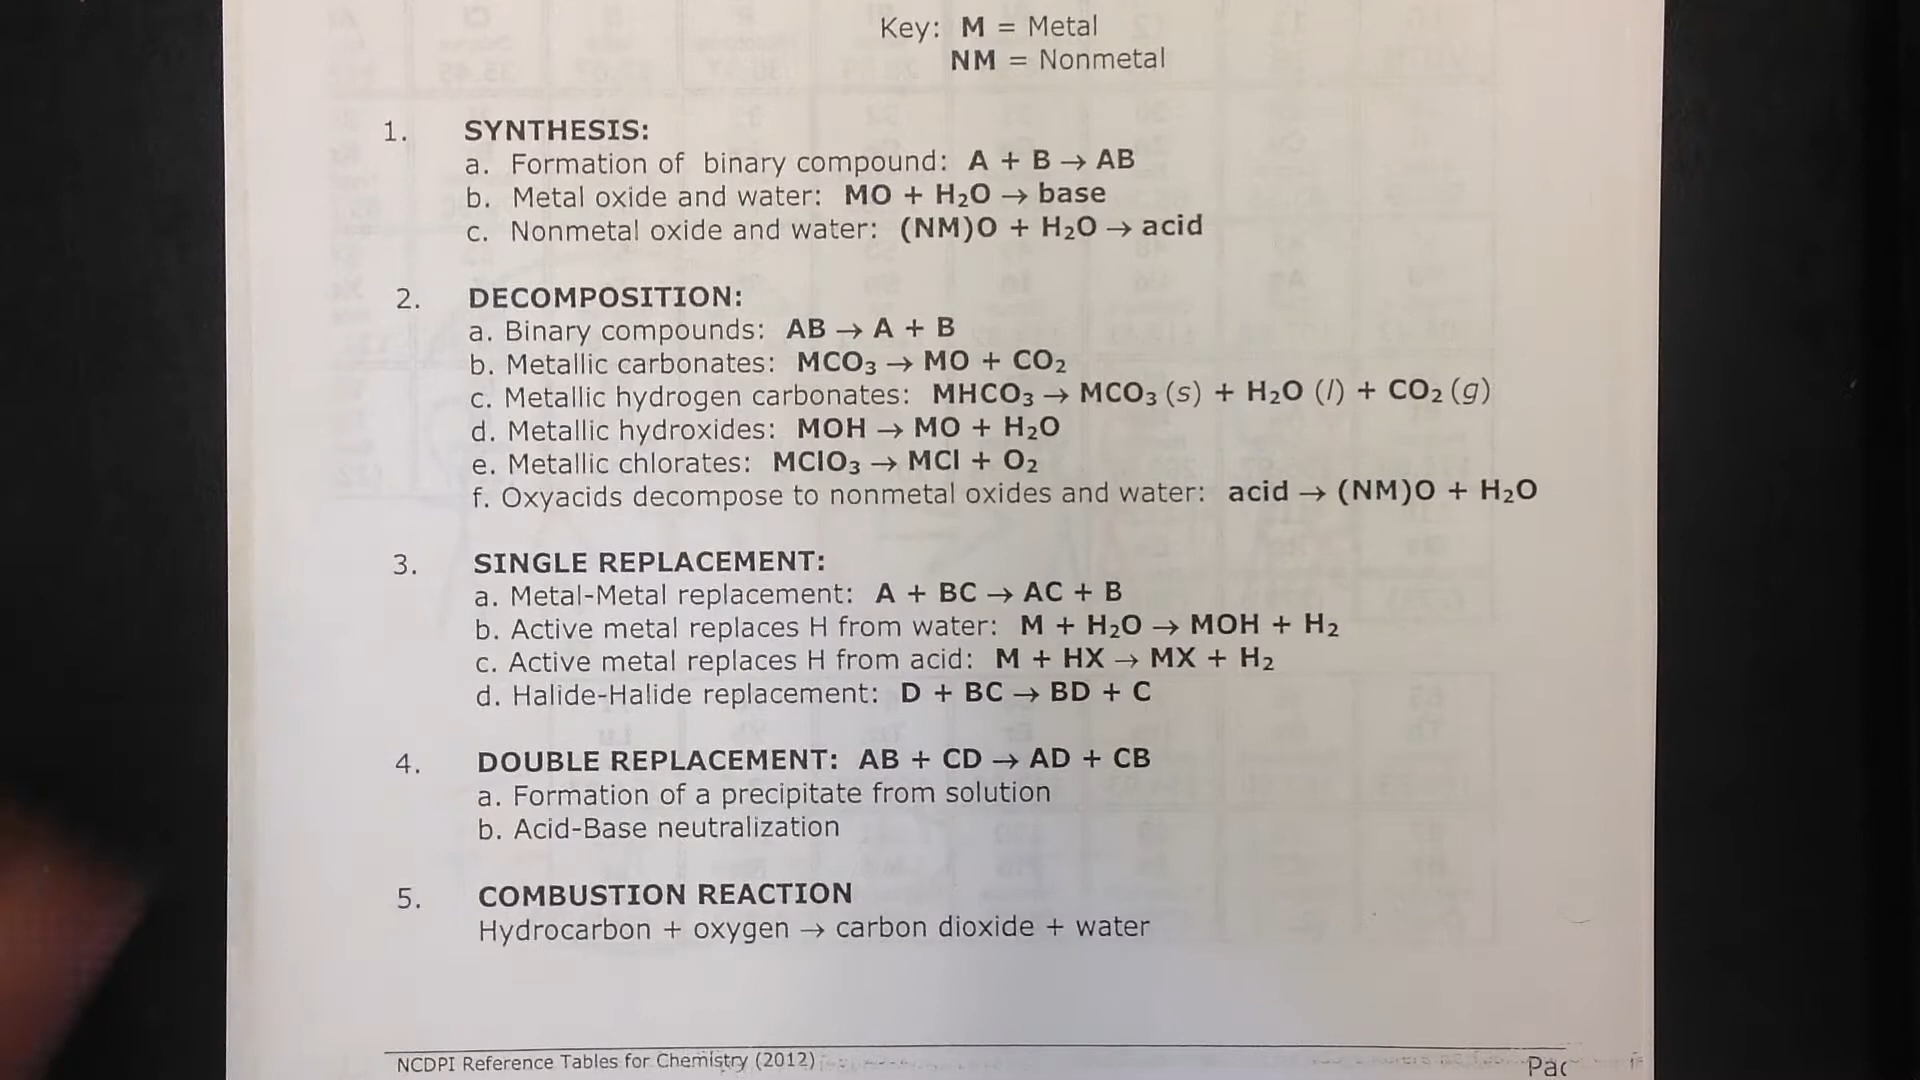 Key: M = Metal
NM = Nonmetal
1. SYNTHESIS:
a. Formation of binary compound: A + B → AB
b. Metal oxide and water: MO + H₂O → base
c. Nonmetal oxide and water: (NM)O + H₂O → acid
2. DECOMPOSITION:
a. Binary compounds: AB → A + B
b. Metallic carbonates: MCO₃ → MO + CO₂
c. Metallic hydrogen carbonates: MHCO₃ → MCO₃ (s) + H₂O (l) + CO₂ (g)
d. Metallic hydroxides: MOH → MO + H₂O
e. Metallic chlorates: MClO₃ → MCl + O₂
f. Oxyacids decompose to nonmetal oxides and water: acid → (NM)O + H₂O
3. SINGLE REPLACEMENT:
a. Metal-Metal replacement: A + BC → AC + B
b. Active metal replaces H from water: M + H₂O → MOH + H₂
c. Active metal replaces H from acid: M + HX → MX + H₂
d. Halide-Halide replacement: D + BC → BD + C
4. DOUBLE REPLACEMENT: AB + CD → AD + CB
a. Formation of a precipitate from solution
b. Acid-Base neutralization
5. COMBUSTION REACTION
Hydrocarbon + oxygen → carbon dioxide + water
NCDPI Reference Tables for Chemistry (2012)